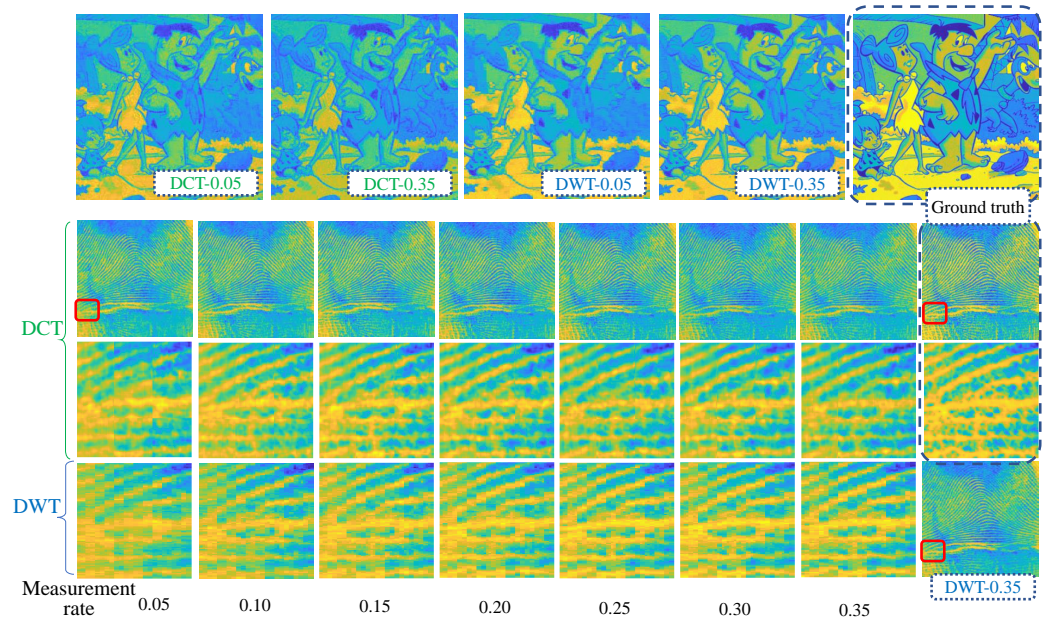 DCT-0.05
DCT-0.35
DWT-0.05
DWT-0.35
Ground truth
DCT
DWT
DWT-0.35
Measurement
rate
0.05
0.10
0.15
0.20
0.25
0.30
0.35